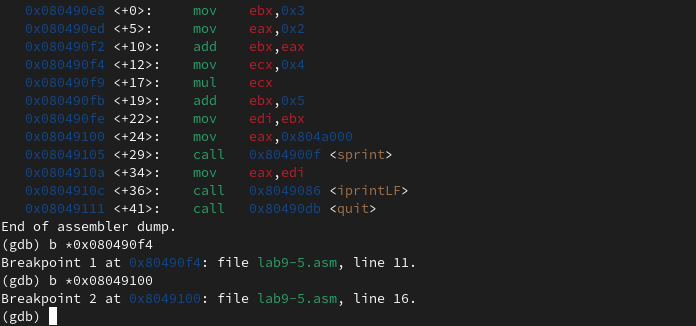 0x080490e8 <+0>: mov ebx,0x3
0x080490ed <+5>: mov eax,0x2
0x080490f2 <+10>: add ebx,eax
0x080490f4 <+12>: mov ecx,0x4
0x080490f9 <+17>: mul ecx
0x080490fb <+19>: add ebx,0x5
0x080490fe <+22>: mov edi,ebx
0x08049100 <+24>: mov eax,0x804a000
0x08049105 <+29>: call 0x804900f <sprint>
0x0804910a <+34>: mov eax,edi
0x0804910c <+36>: call 0x8049086 <iprintLF>
0x08049111 <+41>: call 0x80490db <quit>
End of assembler dump.
(gdb) b *0x080490f4
Breakpoint 1 at 0x80490f4: file lab9-5.asm, line 11.
(gdb) b *0x08049100
Breakpoint 2 at 0x8049100: file lab9-5.asm, line 16.
(gdb)